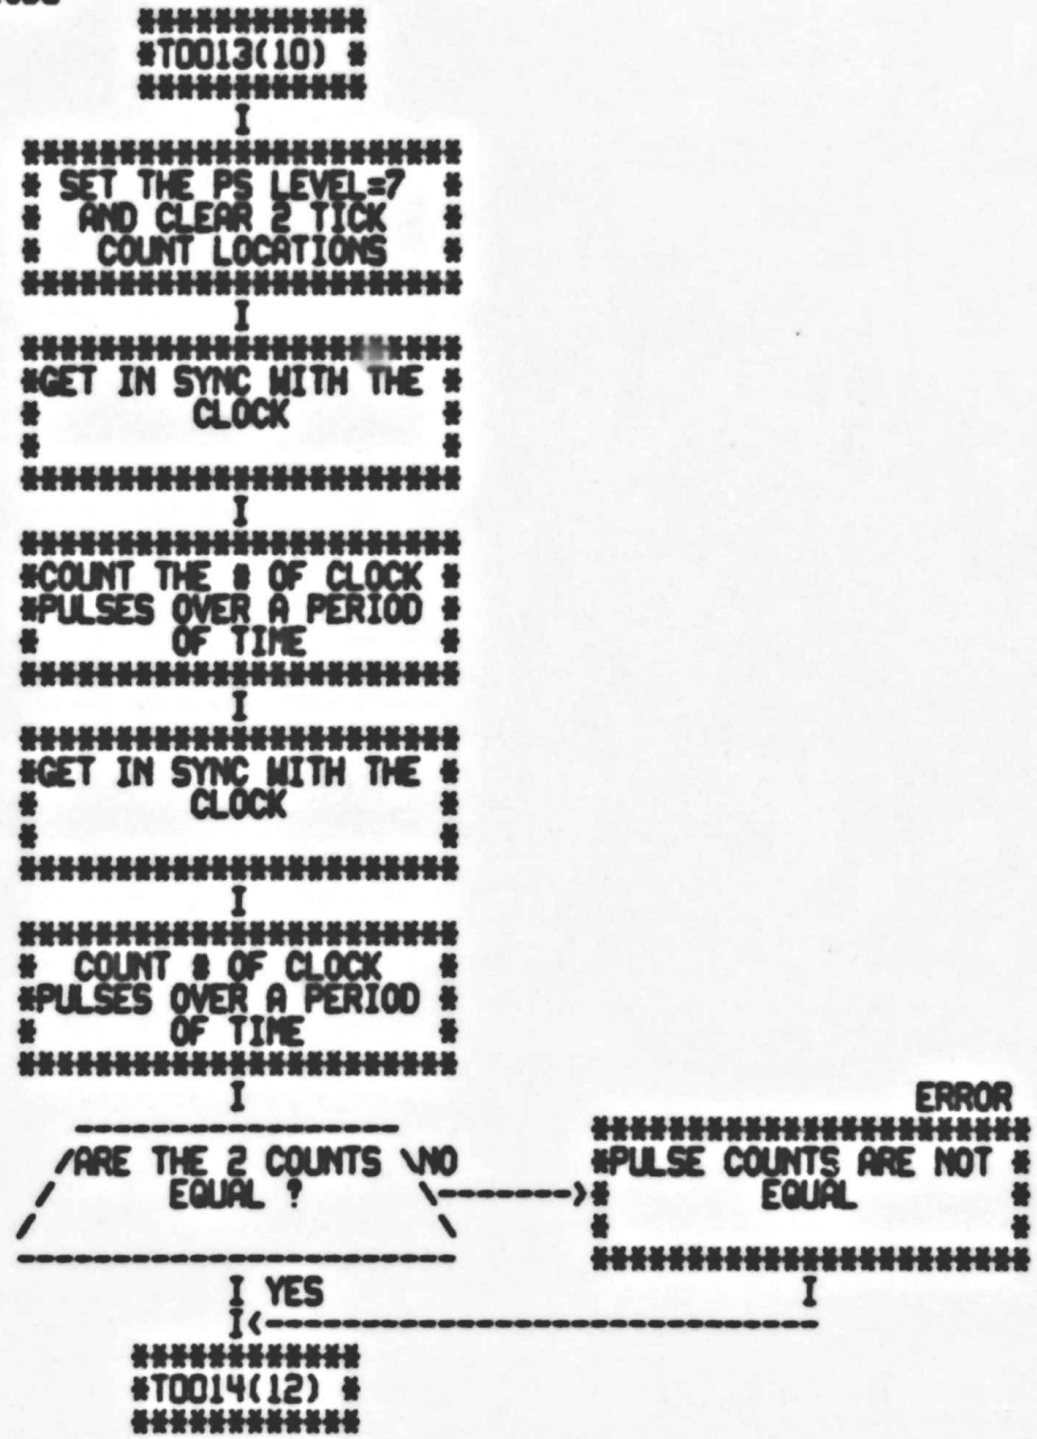 T0013(10)
SET THE PS LEVEL=7
AND CLEAR 2 TICK
COUNT LOCATIONS
GET IN SYNC WITH THE
CLOCK
COUNT THE # OF CLOCK
PULSES OVER A PERIOD
OF TIME
GET IN SYNC WITH THE
CLOCK
COUNT # OF CLOCK
PULSES OVER A PERIOD
OF TIME
ARE THE 2 COUNTS NO
EQUAL ?
ERROR
PULSE COUNTS ARE NOT
EQUAL
YES
T0014(12)